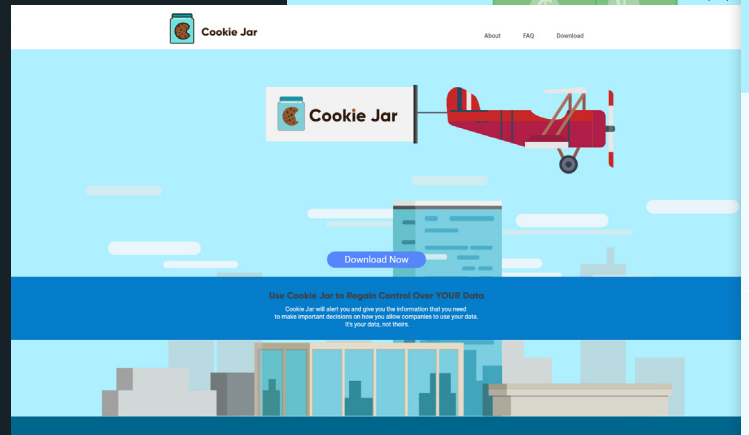 Cookie Jar
About FAQ Download
Cookie Jar
Download Now
Use Cookie Jar to Regain Control Over YOUR Data
Cookie Jar will alert you and give you the information that you need
to make important decisions on how you allow companies to use your data.
It's your data, not theirs.